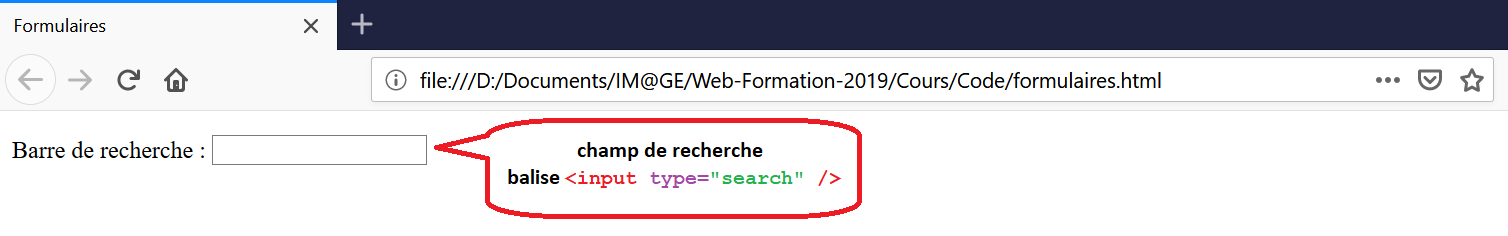 Formulaires
file:///D:/Documents/IM@GE/Web-Formation-2019/Cours/Code/formulaires.html
Barre de recherche :
champ de recherche
balise <input type="search" />